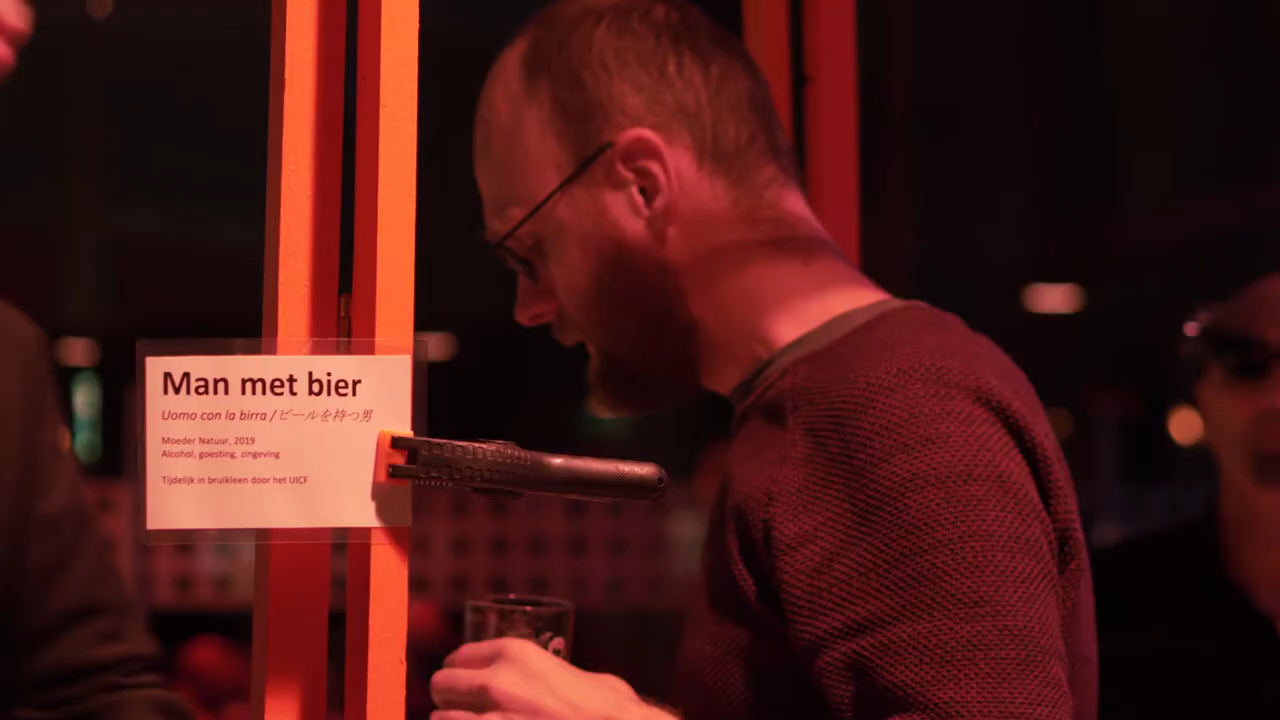 Man met bier
Uomo con la birra / ビールを持つ男
Moeder Natuur, 2019
Alcohol, goesting, zingeving
Tijdelijk in bruikleen door het UICF